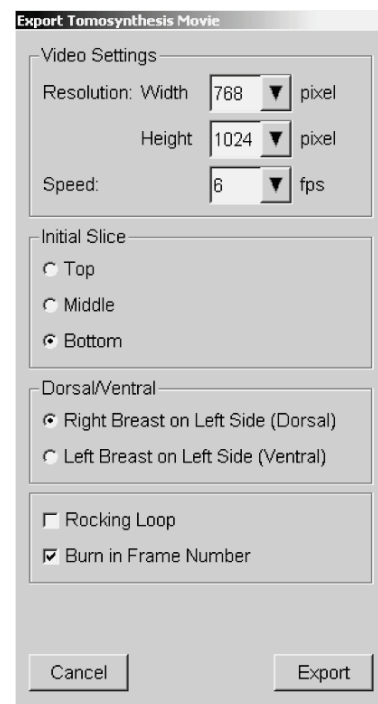 Export Tomosynthesis Movie
Video Settings
Resolution: Width 768 pixel
Height 1024 pixel
Speed: 6 fps
Initial Slice
Top
Middle
Bottom
Dorsal/Ventral
Right Breast on Left Side (Dorsal)
Left Breast on Left Side (Ventral)
Rocking Loop
Burn in Frame Number
Cancel Export